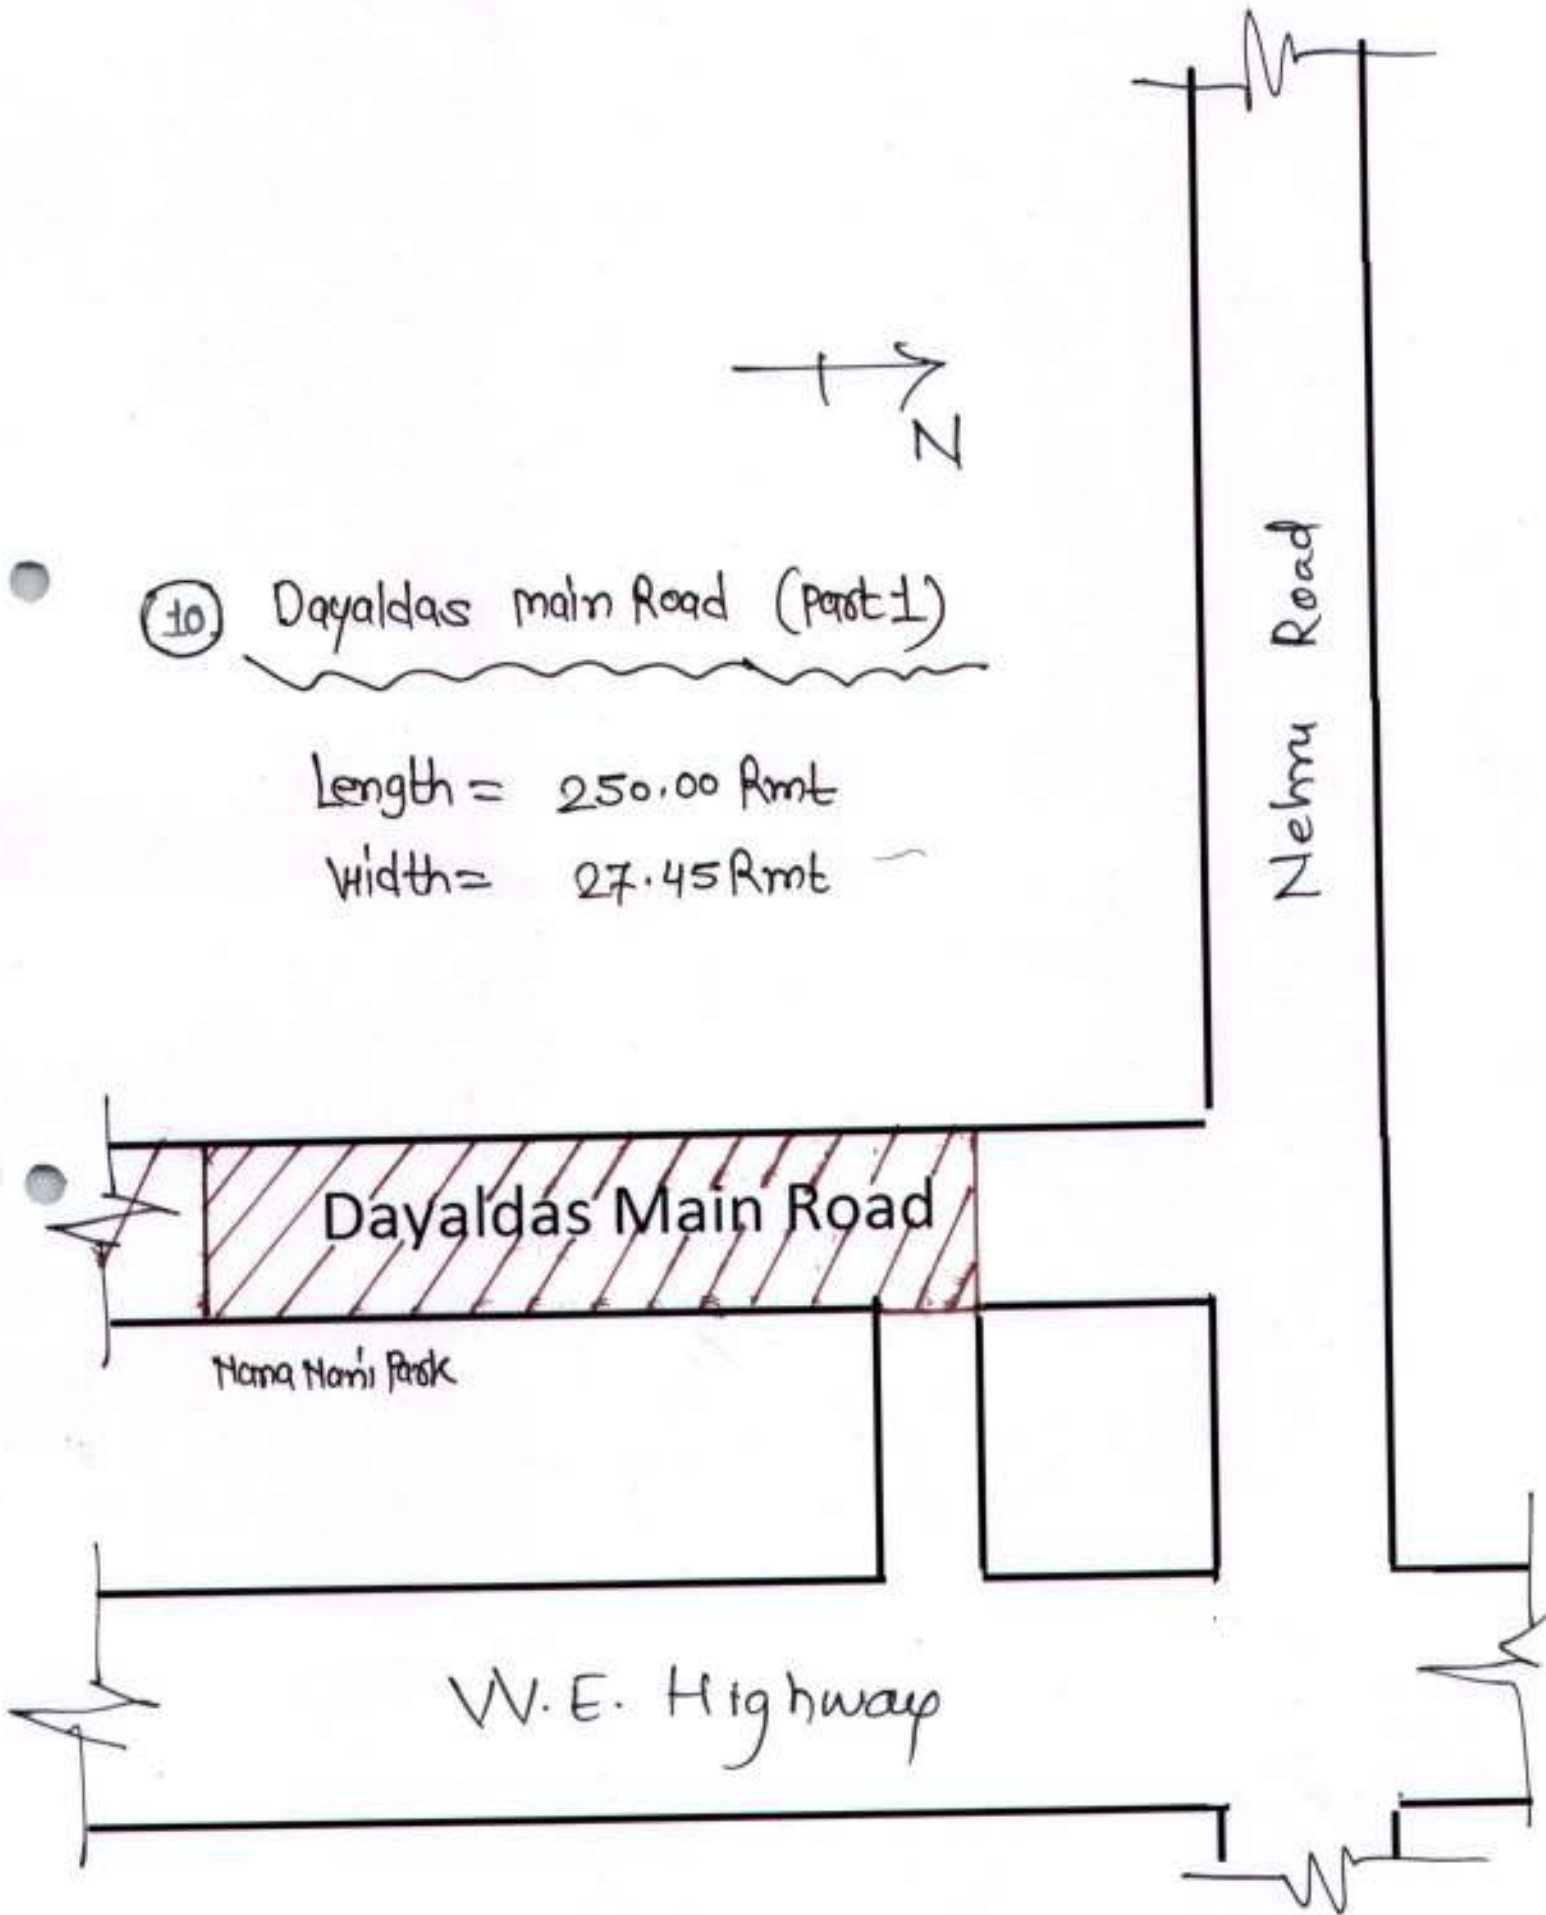 N
10 Dayaldas main Road (part 1)
Length = 250.00 Rmt
Width = 27.45 Rmt
Nehru Road
Dayaldas Main Road
Nana Nani Park
W.E. Highway